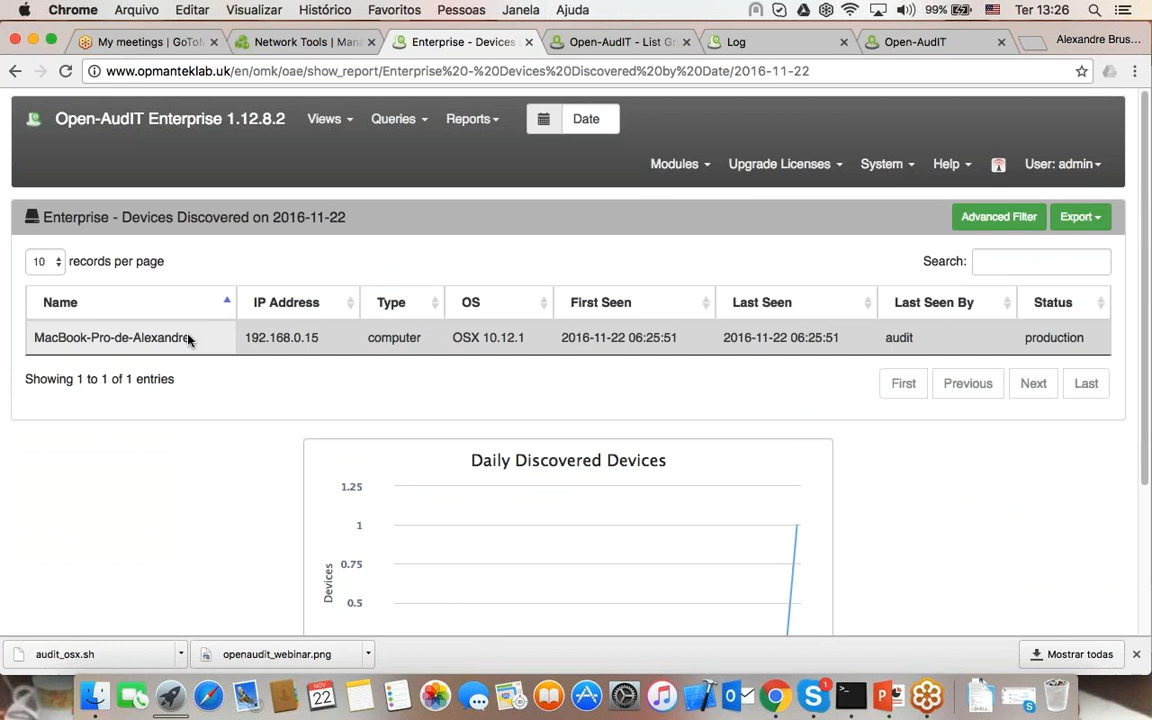 Chrome Arquivo Editar Visualizar Histórico Favoritos Pessoas Janela Ajuda 99% Ter 13:26
My meetings | GoToM Network Tools | Mana Enterprise - Devices Open-AudIT - List Gr Log Open-AudIT Alexandre Brus...
www.opmanteklab.uk/en/omk/oae/show_report/Enterprise%20-%20Devices%20Discovered%20by%20Date/2016-11-22
Open-AudIT Enterprise 1.12.8.2 Views Queries Reports Date
Modules Upgrade Licenses System Help User: admin
Enterprise - Devices Discovered on 2016-11-22 Advanced Filter Export
10 records per page Search:
Name IP Address Type OS First Seen Last Seen Last Seen By Status
MacBook-Pro-de-Alexandre 192.168.0.15 computer OSX 10.12.1 2016-11-22 06:25:51 2016-11-22 06:25:51 audit production
Showing 1 to 1 of 1 entries First Previous Next Last
Daily Discovered Devices
1.25
1
0.75
0.5
Devices
audit_osx.sh openaudit_webinar.png Mostrar todas
NOV
22
1